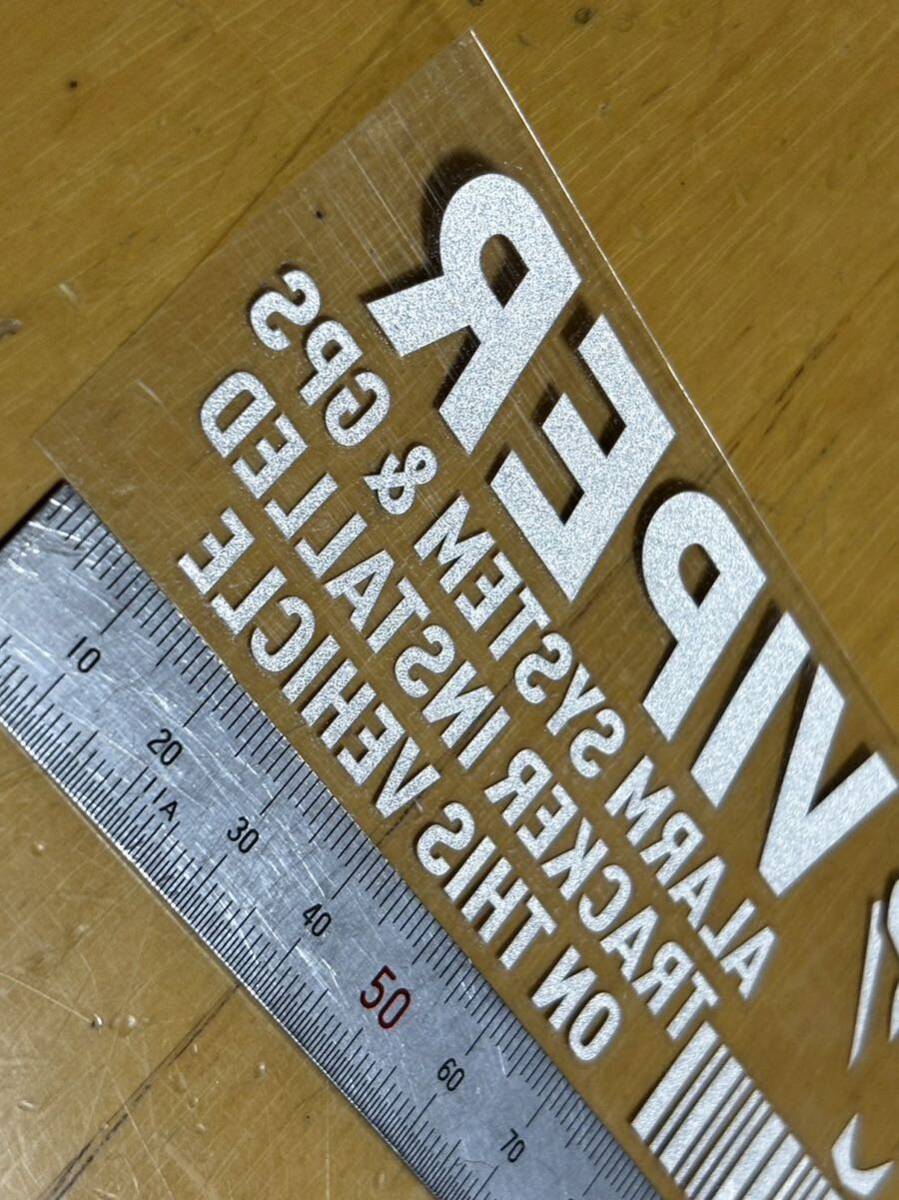 VIPER
ALARM SYSTEM & GPS
TRACKER INSTALLED
ON THIS VEHICLE
10 20 30 40 50 60 70